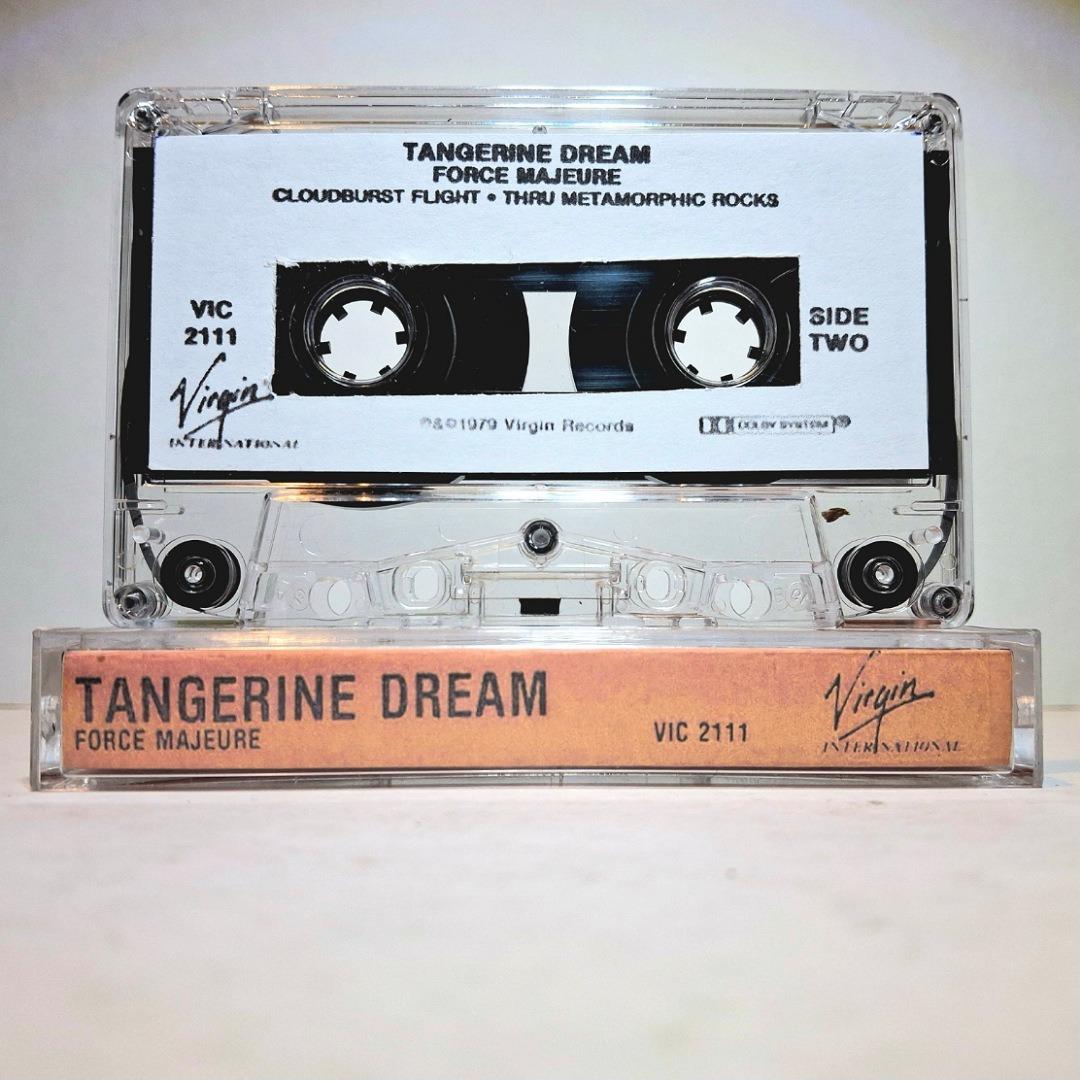 TANGERINE DREAM
FORCE MAJEURE
CLOUDBURST FLIGHT • THRU METAMORPHIC ROCKS
VIC
2111
SIDE
TWO
Virgin
INTERNATIONAL
℗&©1979 Virgin Records
DOLBY SYSTEM®
TANGERINE DREAM
FORCE MAJEURE
VIC 2111
Virgin
INTERNATIONAL